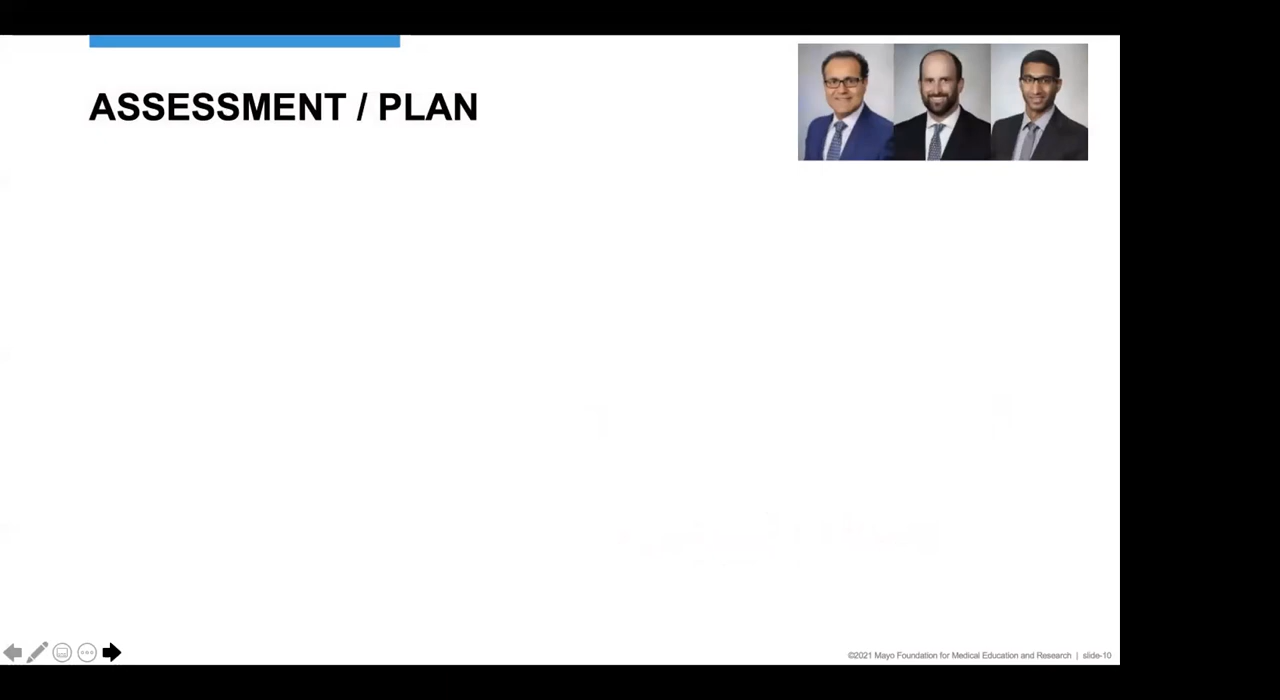 ASSESSMENT / PLAN
©2021 Mayo Foundation for Medical Education and Research | slide-10